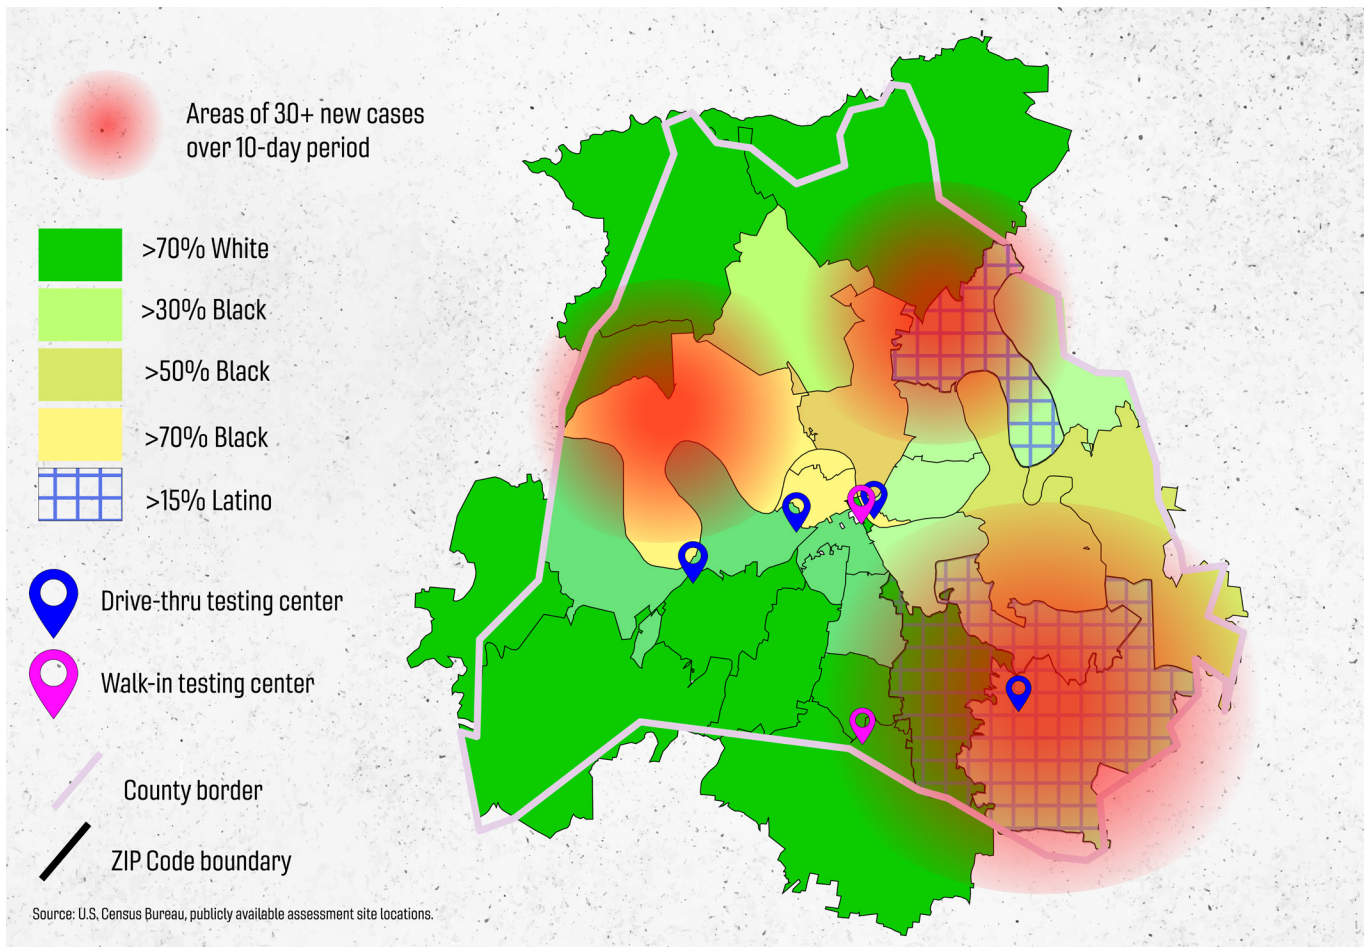 Areas of 30+ new cases
over 10-day period
>70% White
>30% Black
>50% Black
>70% Black
>15% Latino
Drive-thru testing center
Walk-in testing center
County border
ZIP Code boundary
Source: U.S. Census Bureau, publicly available assessment site locations.